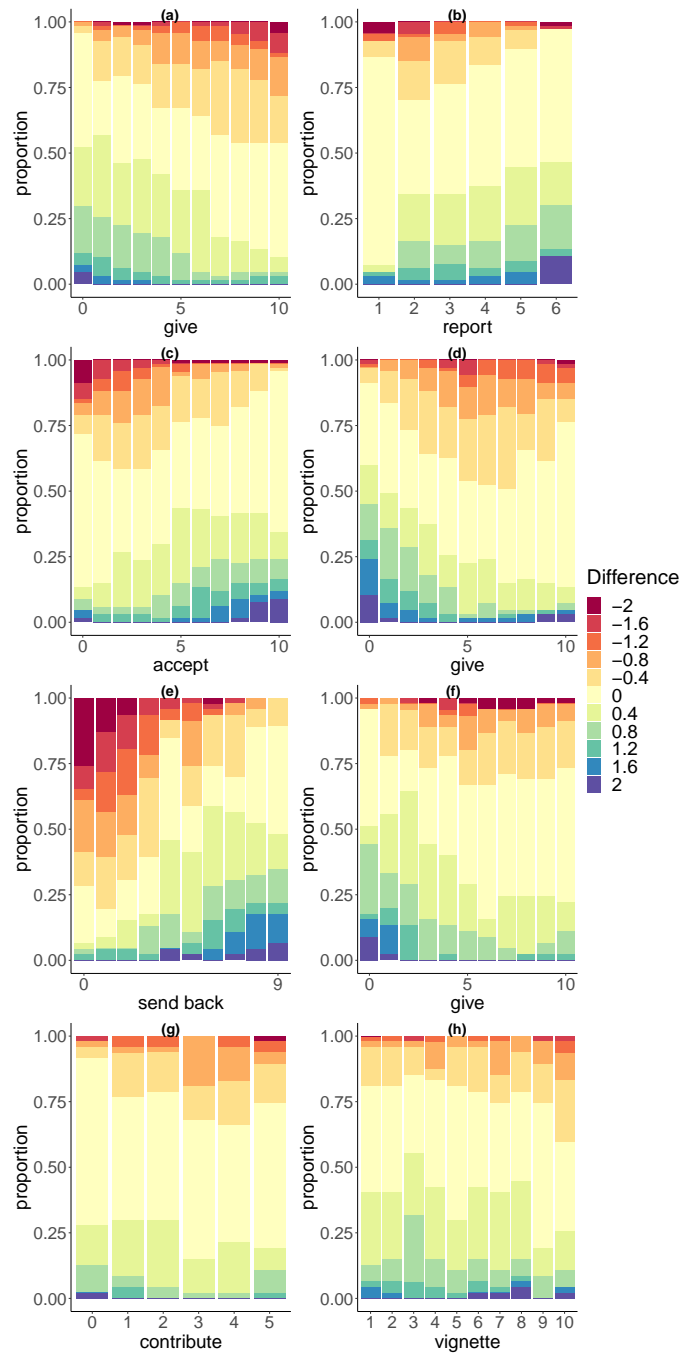 (a)
(b)
proportion
1.00
0.75
0.50
0.25
0.00
0 5 10
give
proportion
1.00
0.75
0.50
0.25
0.00
1 2 3 4 5 6
report
(c)
(d)
proportion
1.00
0.75
0.50
0.25
0.00
0 5 10
accept
proportion
1.00
0.75
0.50
0.25
0.00
0 5 10
give
Difference
−2
−1.6
−1.2
−0.8
−0.4
0
0.4
0.8
1.2
1.6
2
(e)
(f)
proportion
1.00
0.75
0.50
0.25
0.00
0 9
send back
proportion
1.00
0.75
0.50
0.25
0.00
0 5 10
give
(g)
(h)
proportion
1.00
0.75
0.50
0.25
0.00
0 1 2 3 4 5
contribute
proportion
1.00
0.75
0.50
0.25
0.00
1 2 3 4 5 6 7 8 9 10
vignette